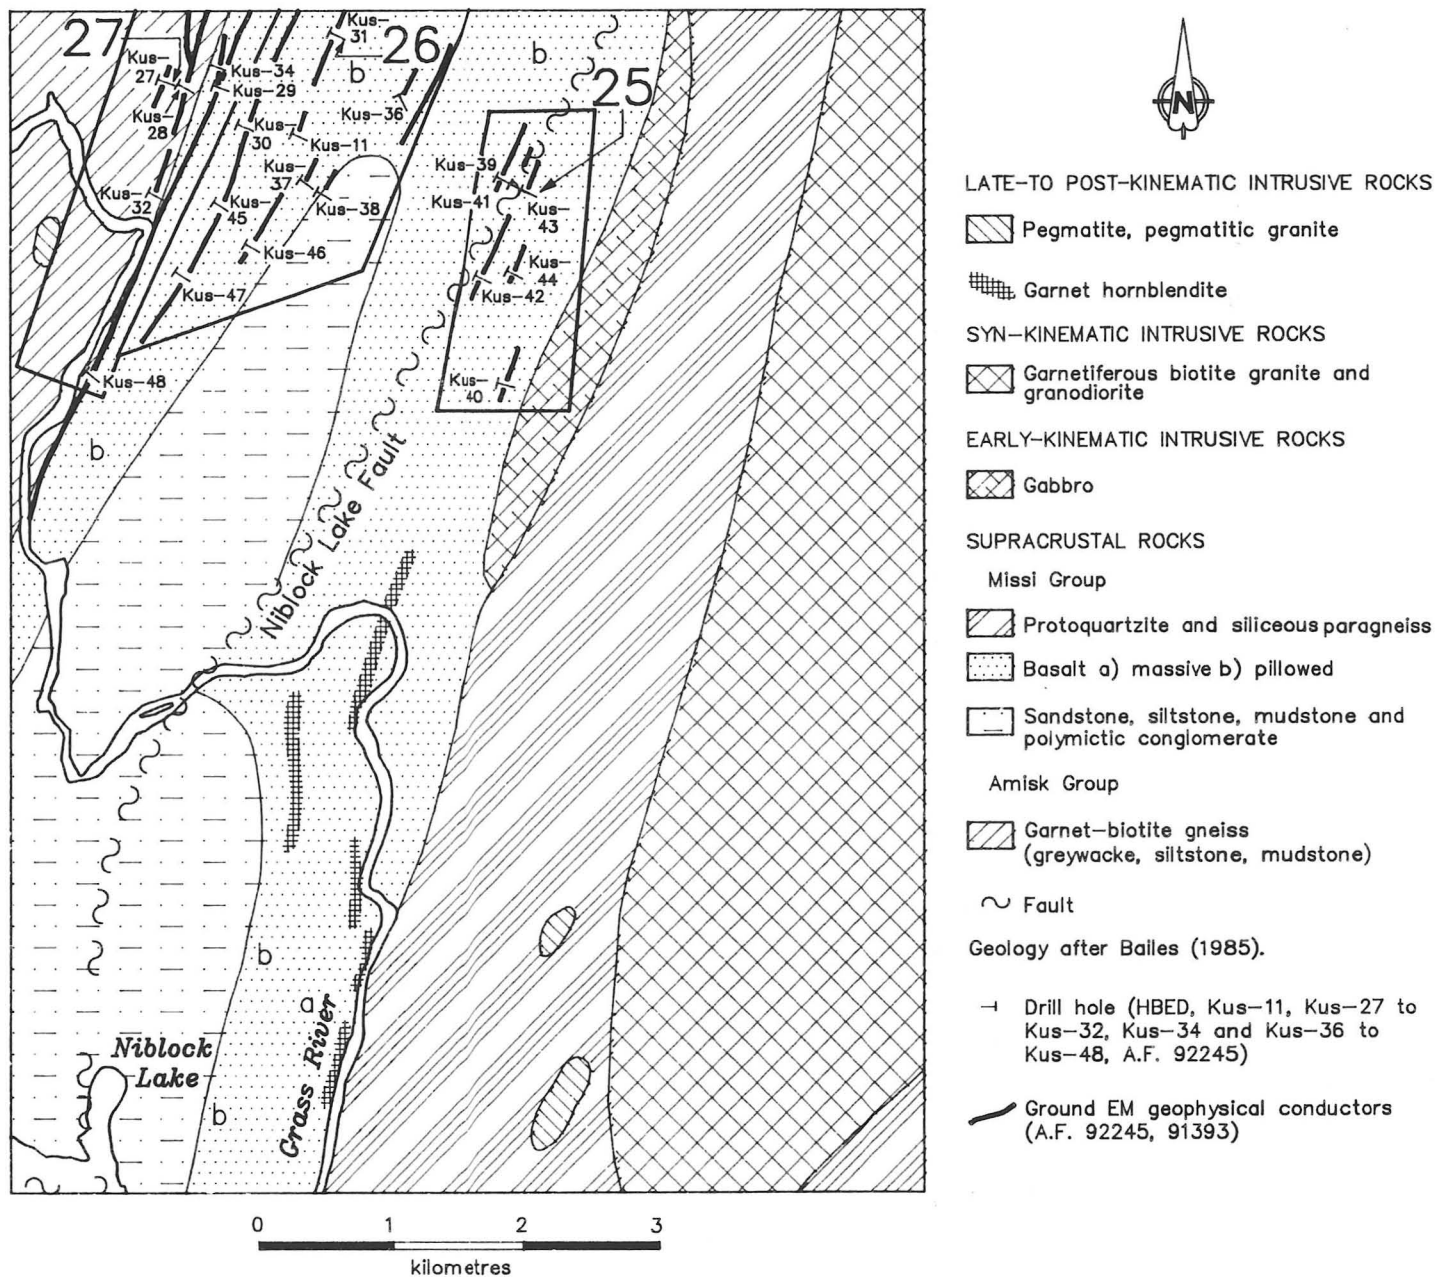 27
Kus-
27
Kus-
28
Kus-34
Kus-29
Kus-
30
Kus-
31
b
26
Kus-36
b
25
Kus-11
Kus-
37
Kus-38
Kus-
32
Kus-
45
Kus-46
Kus-47
Kus-48
Kus-39
Kus-41
Kus-
43
Kus-
44
Kus-42
Kus-
40
b
Niblock Lake Fault
b
a
Grass River
Niblock
Lake
b
0 1 2 3
kilometres
N
LATE-TO POST-KINEMATIC INTRUSIVE ROCKS
Pegmatite, pegmatitic granite
Garnet hornblendite
SYN-KINEMATIC INTRUSIVE ROCKS
Garnetiferous biotite granite and
granodiorite
EARLY-KINEMATIC INTRUSIVE ROCKS
Gabbro
SUPRACRUSTAL ROCKS
Missi Group
Protoquartzite and siliceous paragneiss
Basalt a) massive b) pillowed
Sandstone, siltstone, mudstone and
polymictic conglomerate
Amisk Group
Garnet-biotite gneiss
(greywacke, siltstone, mudstone)
Fault
Geology after Bailes (1985).
Drill hole (HBED, Kus-11, Kus-27 to
Kus-32, Kus-34 and Kus-36 to
Kus-48, A.F. 92245)
Ground EM geophysical conductors
(A.F. 92245, 91393)